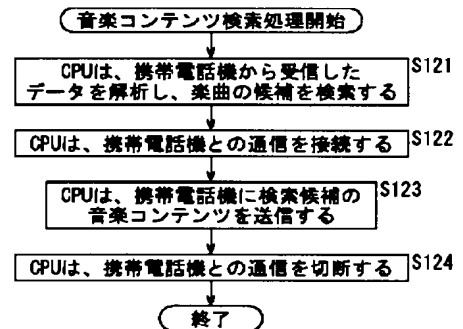 音楽コンテンツ検索処理開始
CPUは、携帯電話機から受信した
データを解析し、楽曲の候補を検索する
S121
CPUは、携帯電話機との通信を接続する
S122
CPUは、携帯電話機に検索候補の
音楽コンテンツを送信する
S123
CPUは、携帯電話機との通信を切断する
S124
終了